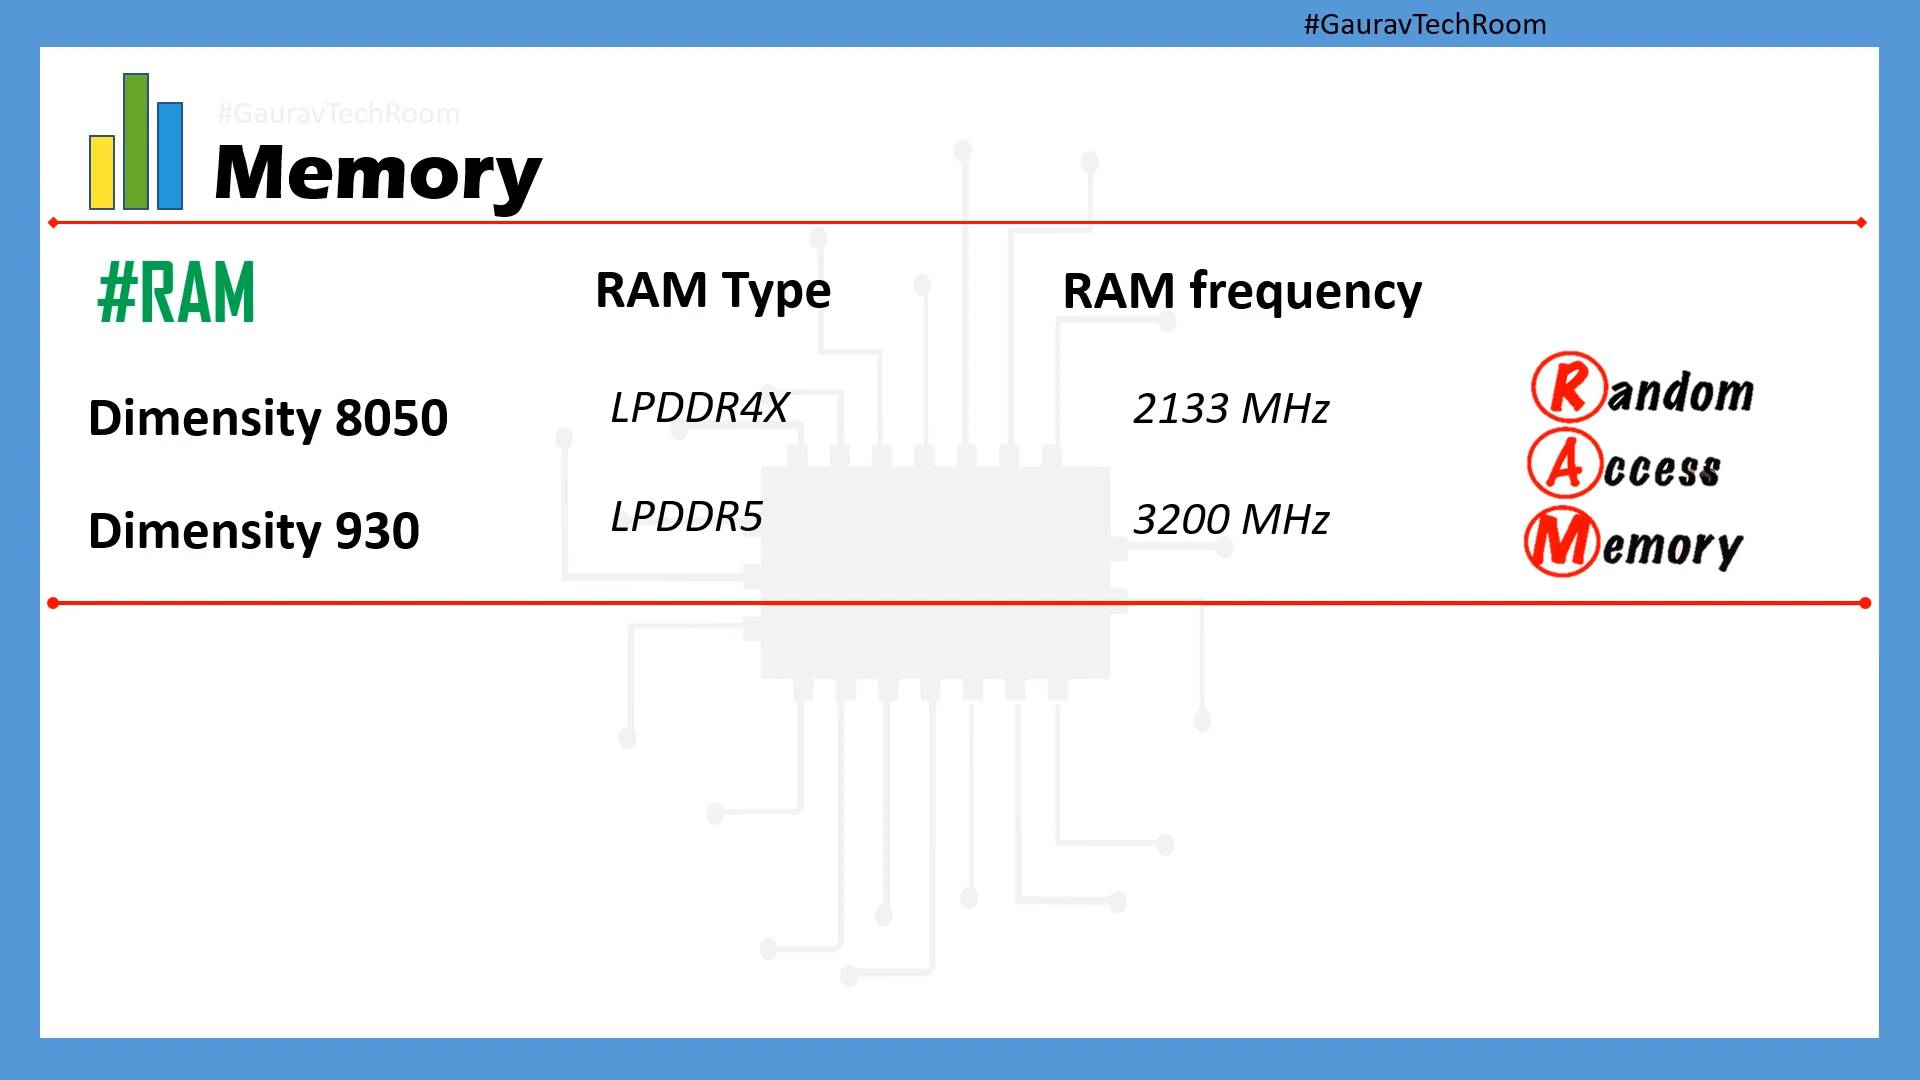 #GauravTechRoom
#GauravTechRoom
Memory
#RAM RAM Type RAM frequency
Dimensity 8050 LPDDR4X 2133 MHz
Dimensity 930 LPDDR5 3200 MHz
Random
Access
Memory